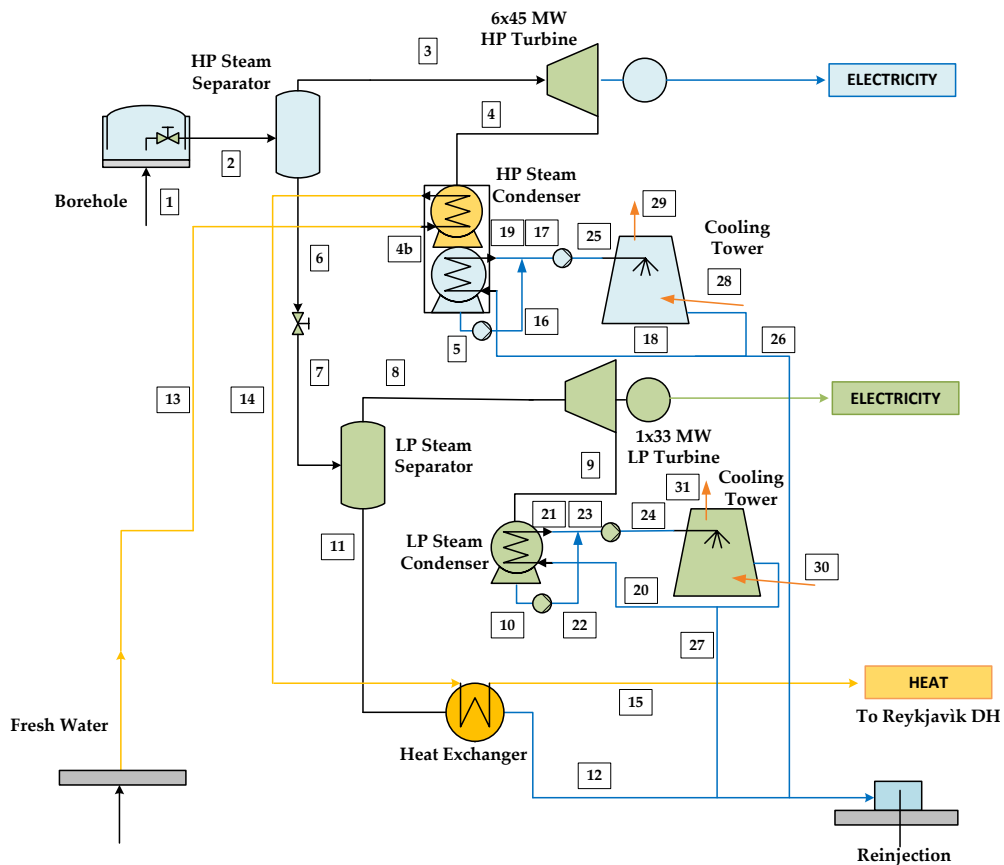 6x45 MW
HP Turbine
3
HP Steam
Separator
ELECTRICITY
4
2
Borehole
1
HP Steam
Condenser
29
Cooling
Tower
19
17
25
4b
6
28
16
5
18
26
7
8
13
14
ELECTRICITY
1x33 MW
LP Turbine
LP Steam
Separator
9
Cooling
Tower
31
21
23
24
11
LP Steam
Condenser
30
20
10
22
27
HEAT
15
To Reykjavìk DH
Fresh Water
Heat Exchanger
12
Reinjection